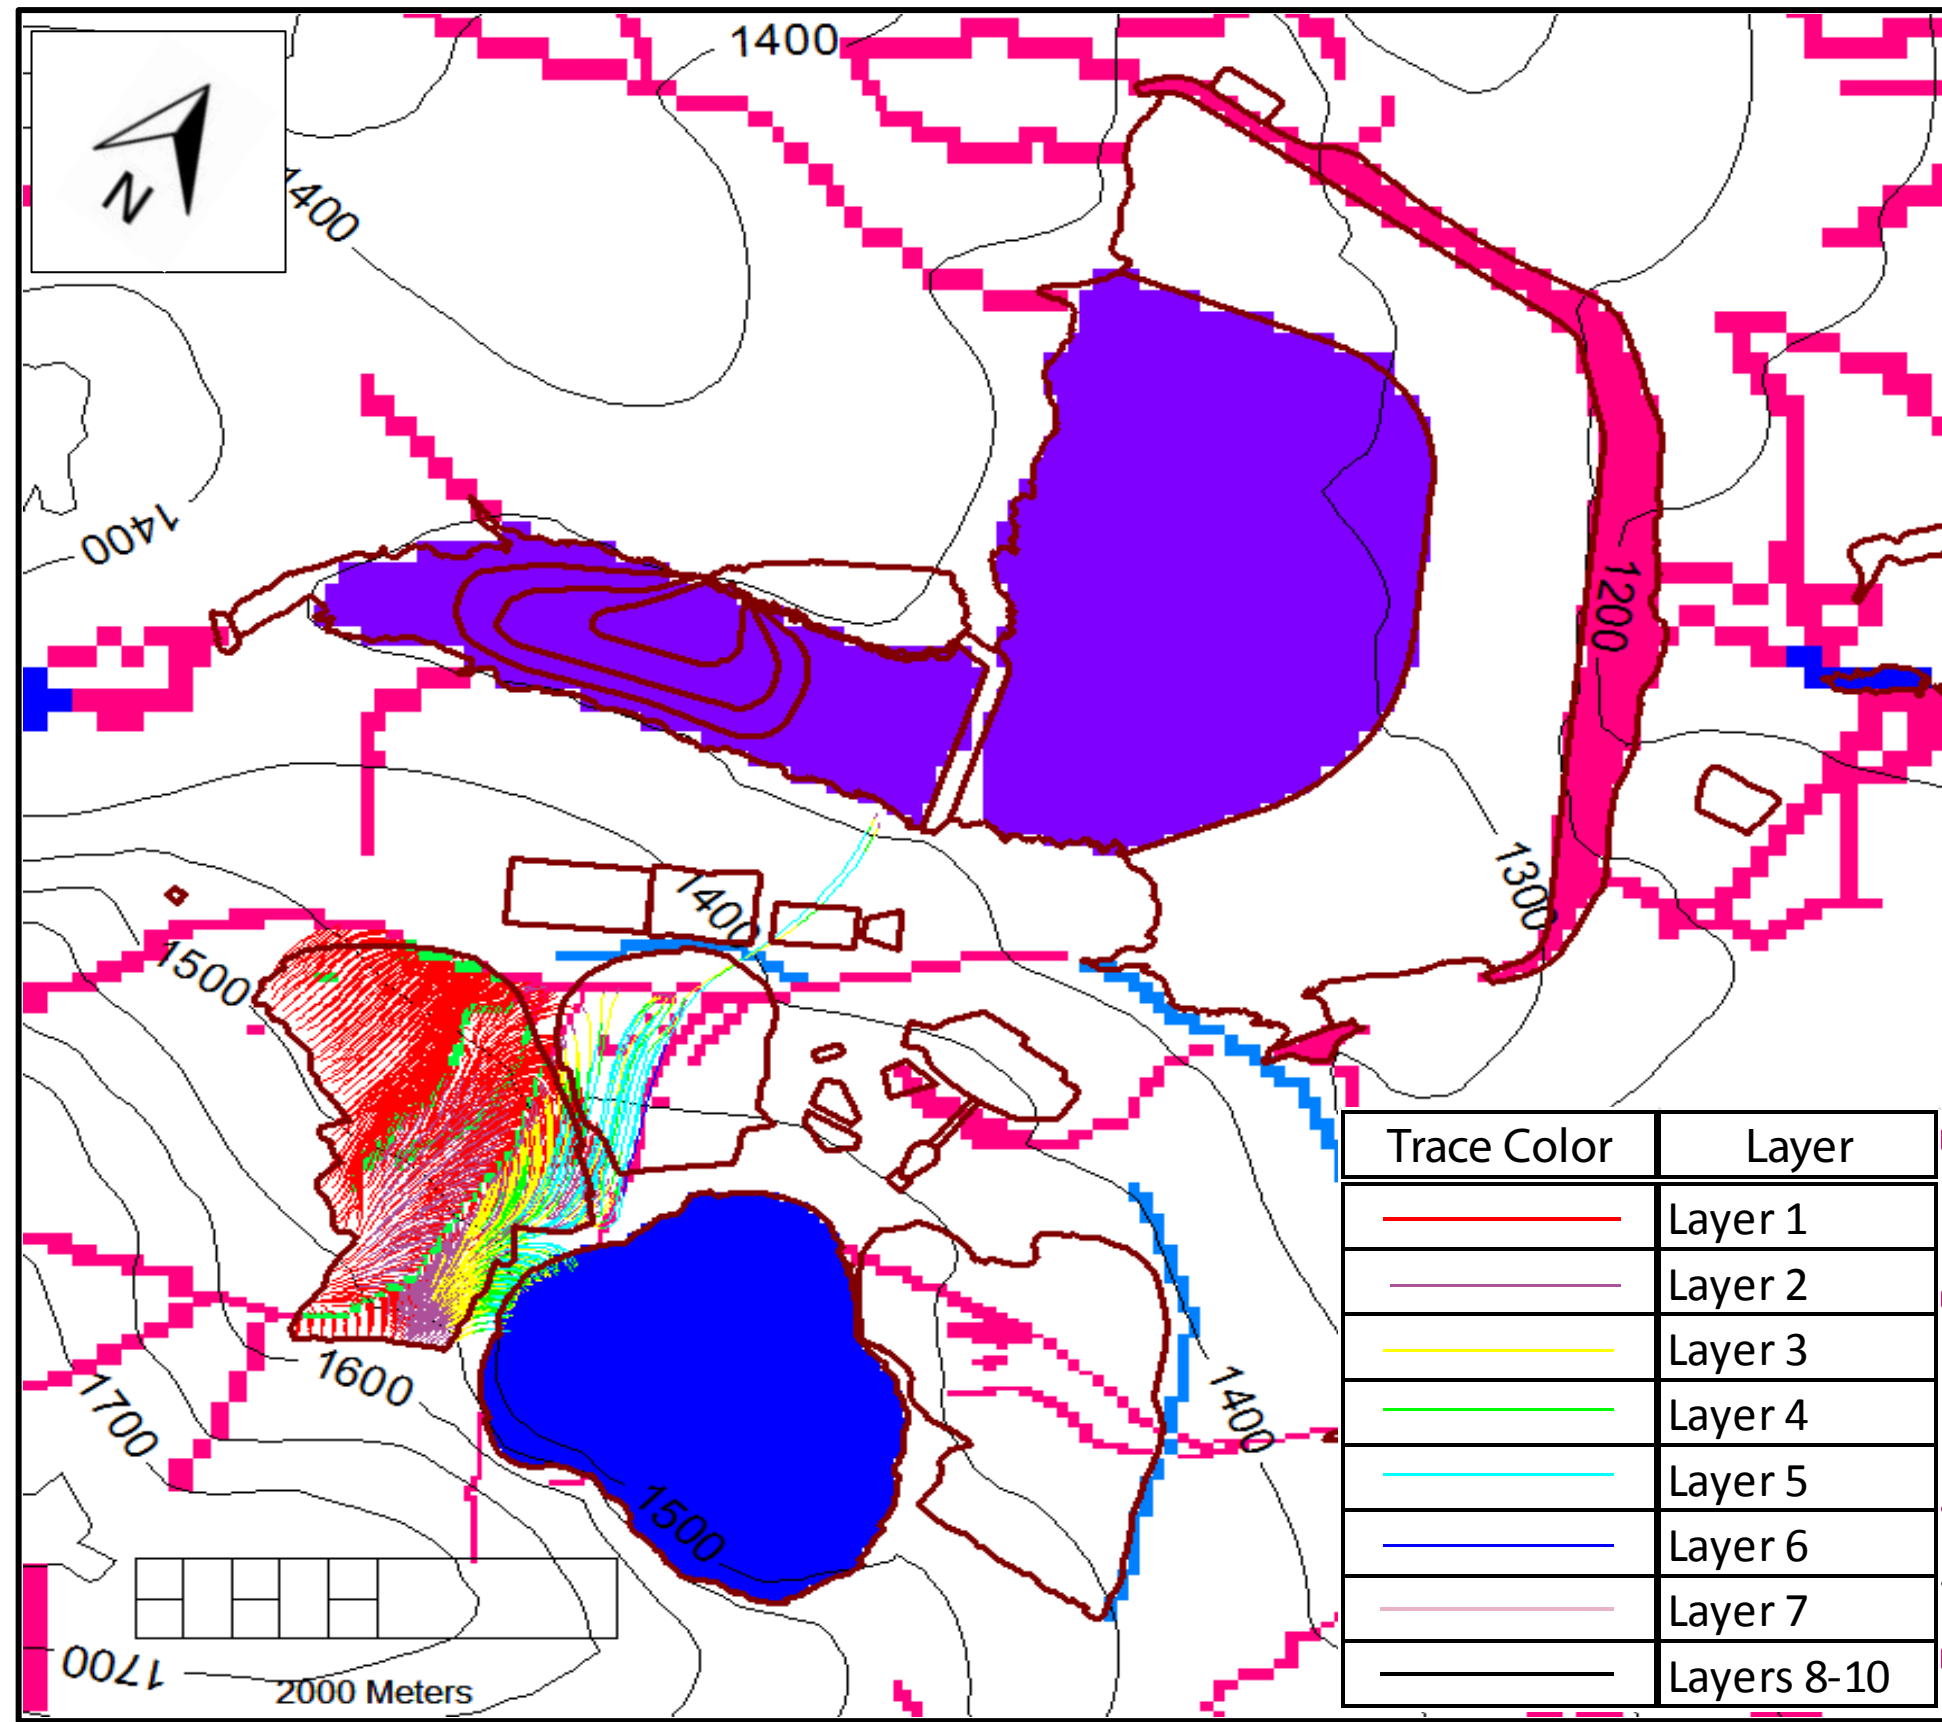 1400
N
1400
1400
1200
1300
1400
1500
Trace Color Layer
Layer 1
Layer 2
Layer 3
Layer 4
Layer 5
Layer 6
Layer 7
Layers 8-10
1600
1700
1400
1500
1700
2000 Meters